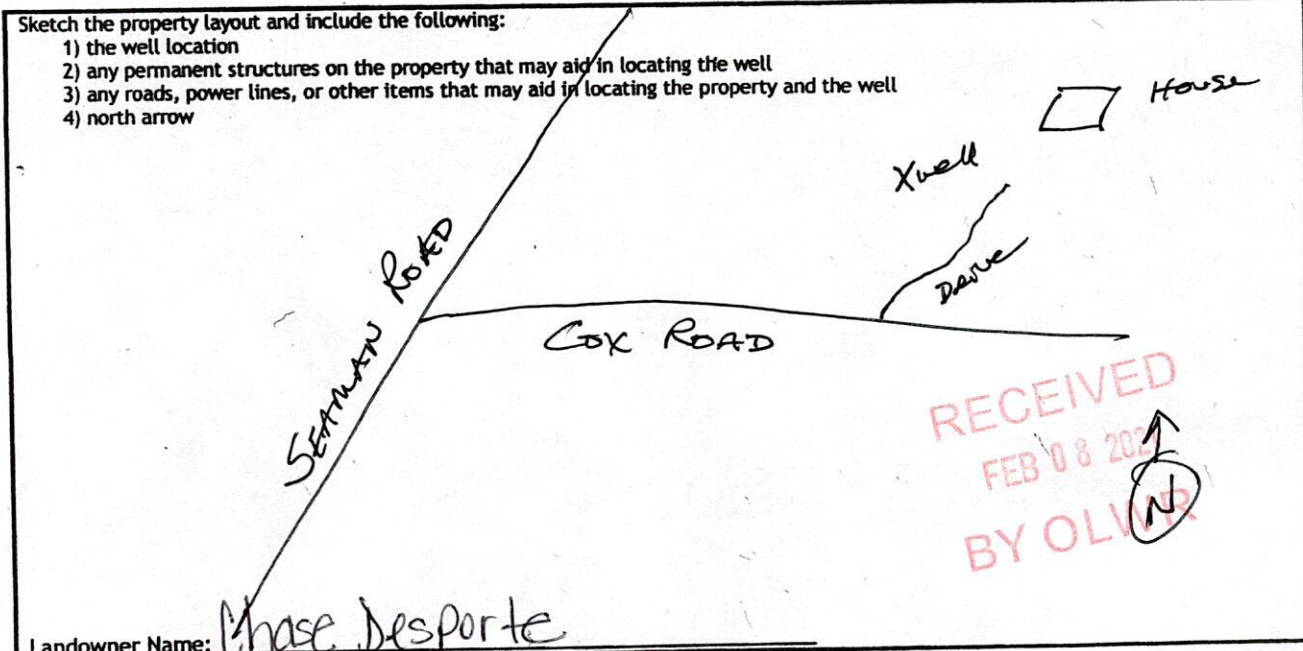 Sketch the property layout and include the following:
1) the well location
2) any permanent structures on the property that may aid in locating the well
3) any roads, power lines, or other items that may aid in locating the property and the well
4) north arrow
House
X well
Drive
SEAMAN ROAD
COX ROAD
RECEIVED
FEB 08
BY OLWR
N
Landowner Name: Chase Desporte